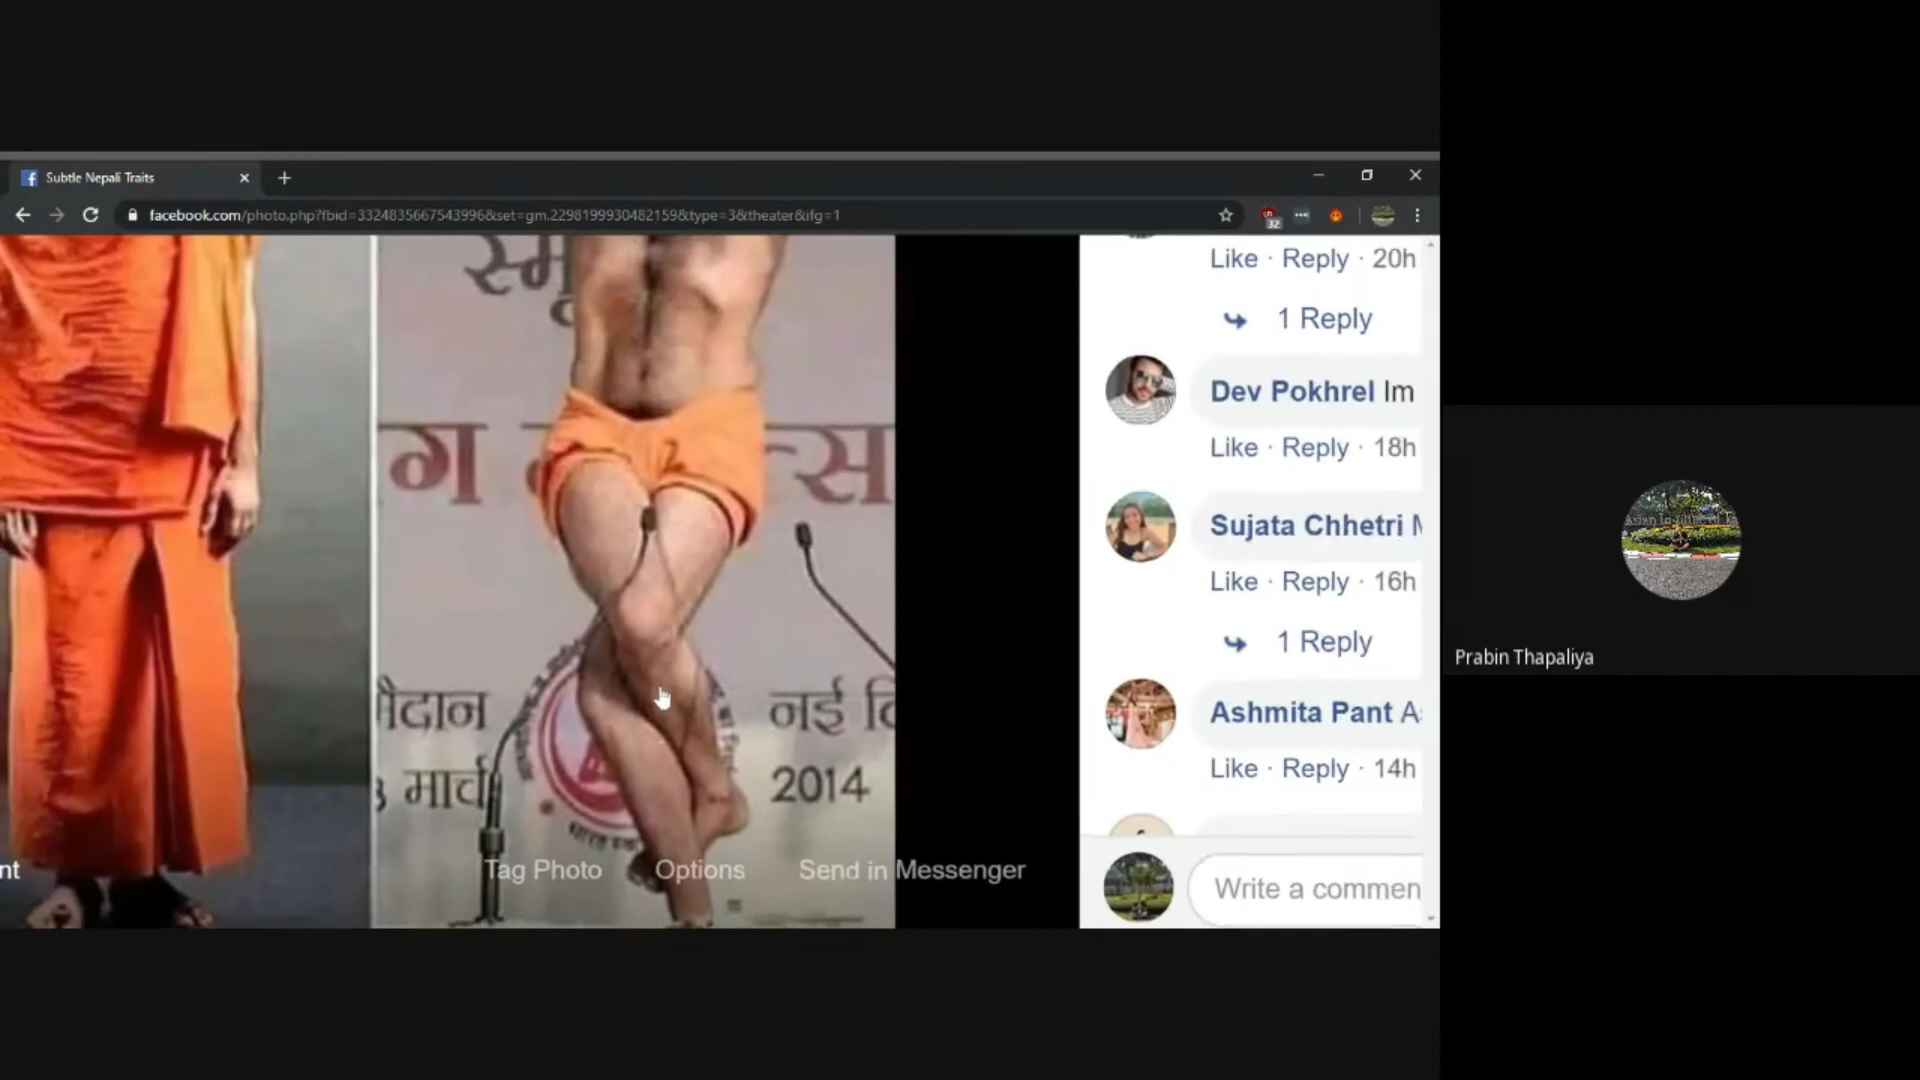 Subtle Nepali Traits
facebook.com/photo.php?fbid=3324835667543996&set=gm.2298199930482159&type=3&theater&ifg=1
32
स्मृ
ग
त्स
मैदान
नई दि
मार्च
2014
nt
Tag Photo
Options
Send in Messenger
Like · Reply · 20h
1 Reply
Dev Pokhrel Im
Like · Reply · 18h
Sujata Chhetri
Like · Reply · 16h
1 Reply
Ashmita Pant
Like · Reply · 14h
Write a commen
Prabin Thapaliya